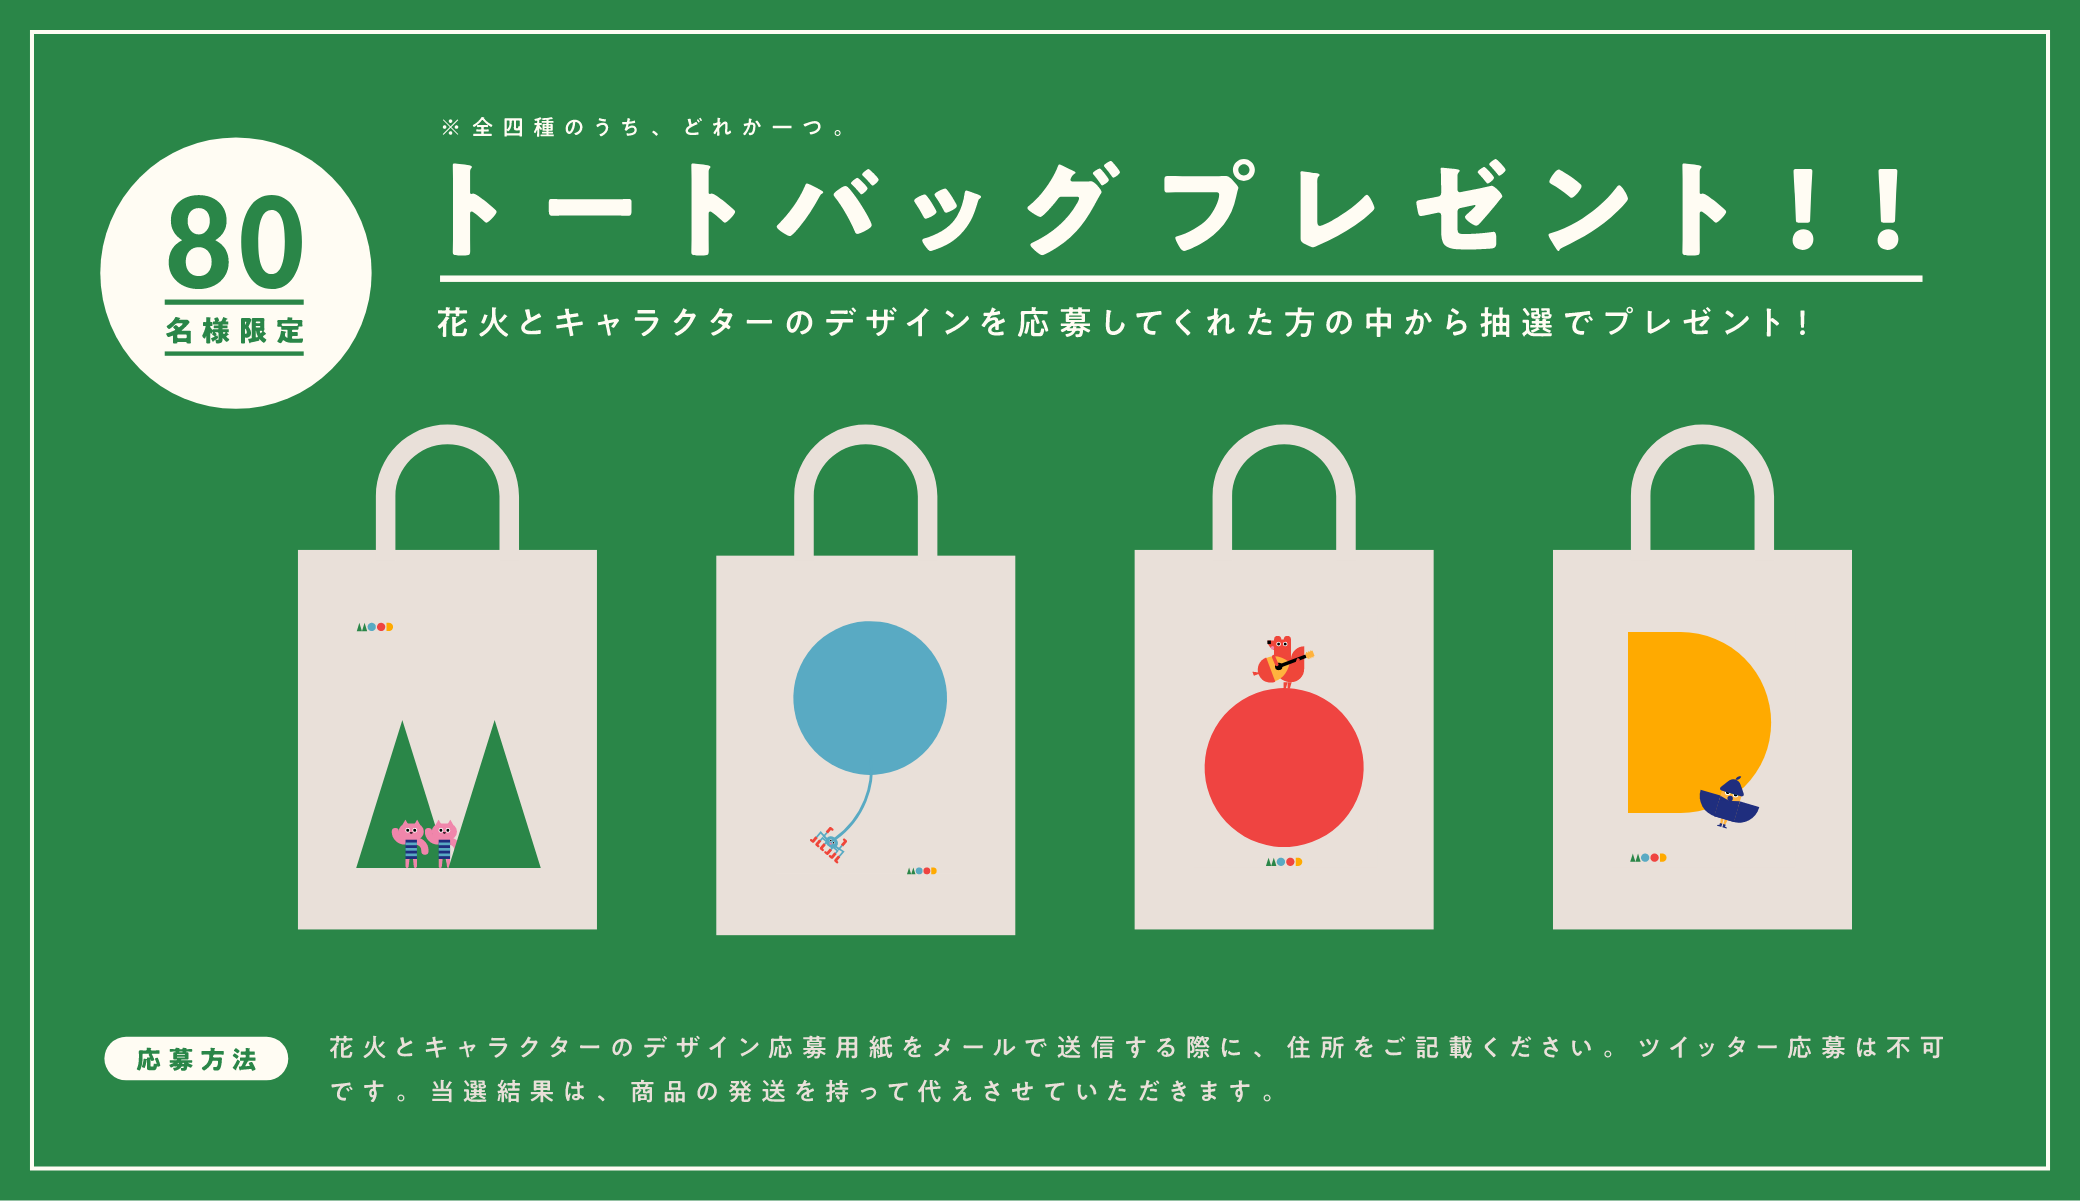 ※全四種のうち、どれか一つ。
トートバッグプレゼント！！
80
名様限定
花火とキャラクターのデザインを応募してくれた方の中から抽選でプレゼント！
応募方法
花火とキャラクターのデザイン応募用紙をメールで送信する際に、住所をご記載ください。ツイッター応募は不可
です。当選結果は、商品の発送を持って代えさせていただきます。